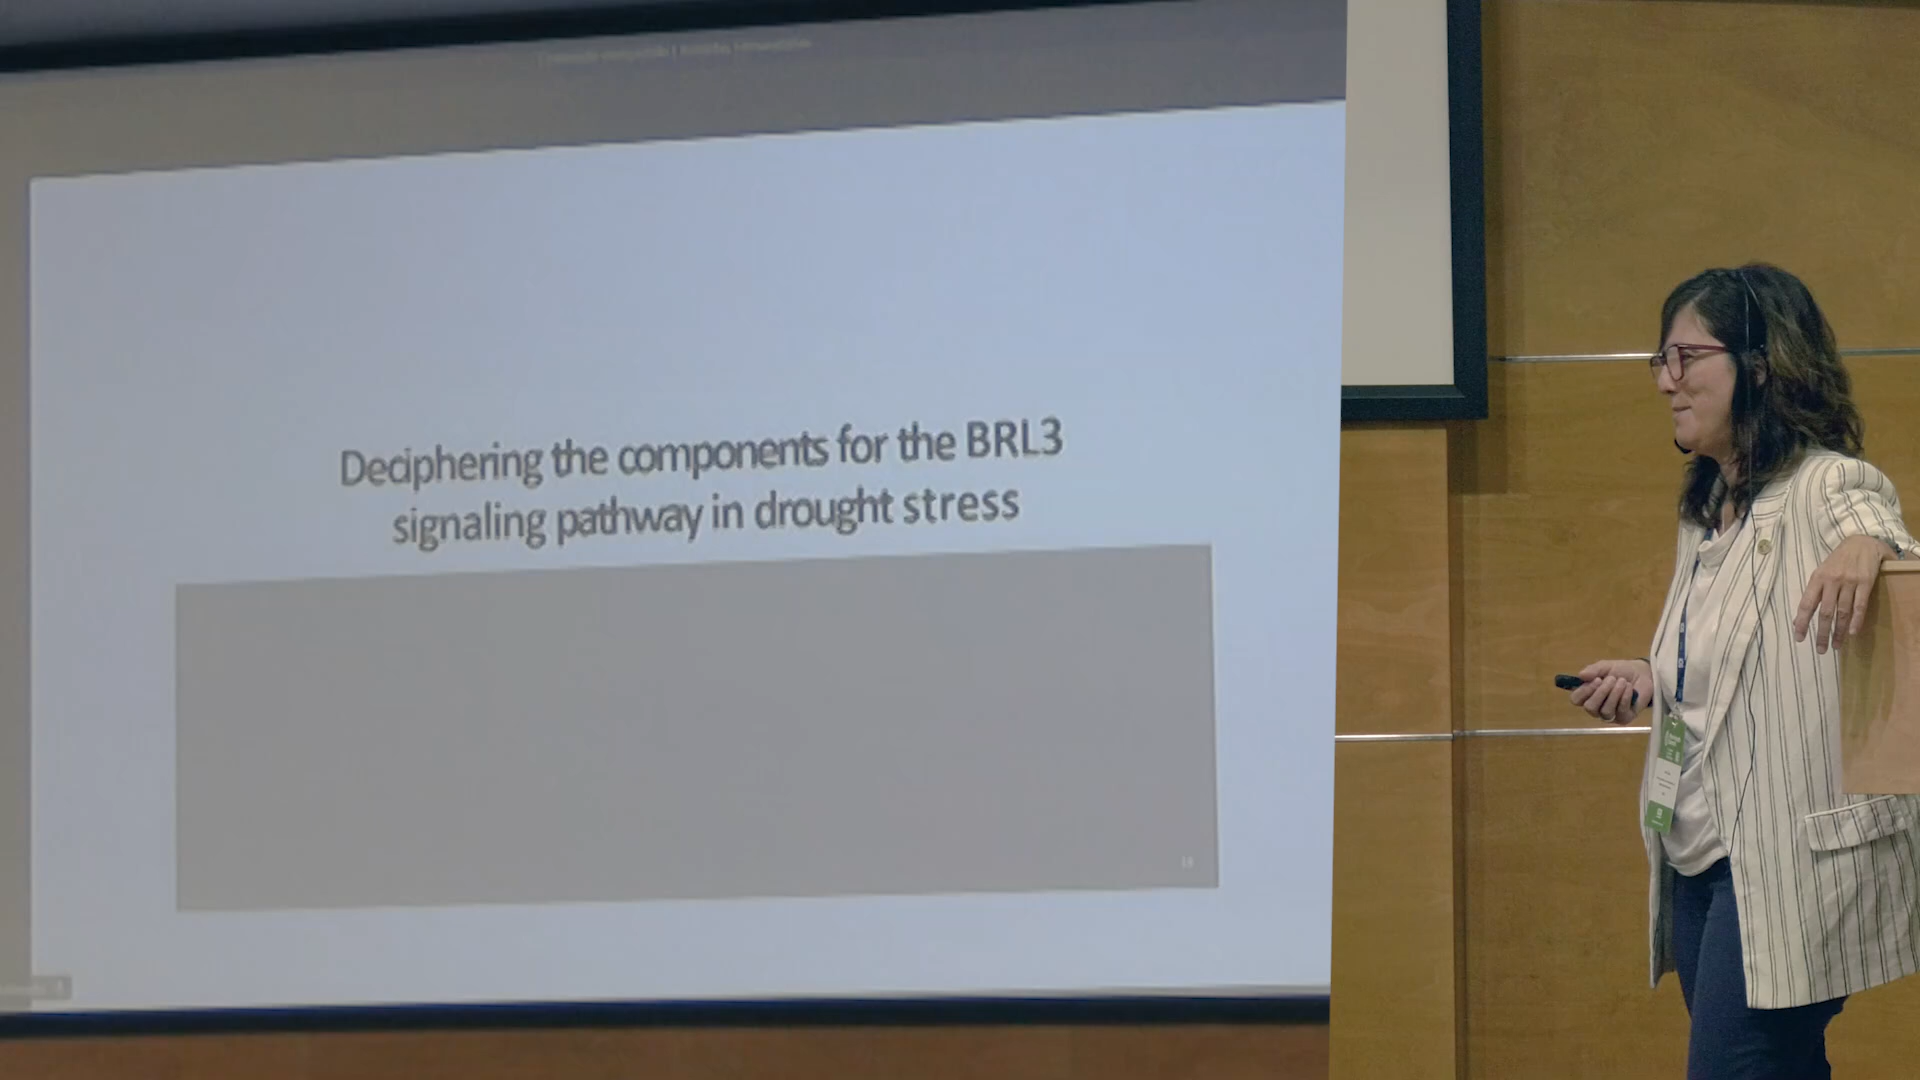 Deciphering the components for the BRL3
signaling pathway in drought stress